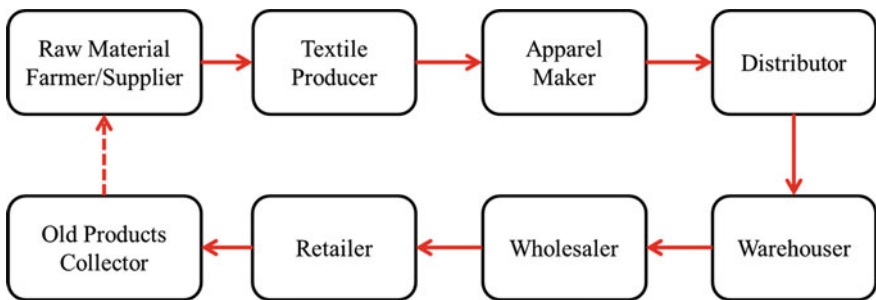 Raw Material
Farmer/Supplier
Textile
Producer
Apparel
Maker
Distributor
Old Products
Collector
Retailer
Wholesaler
Warehouser